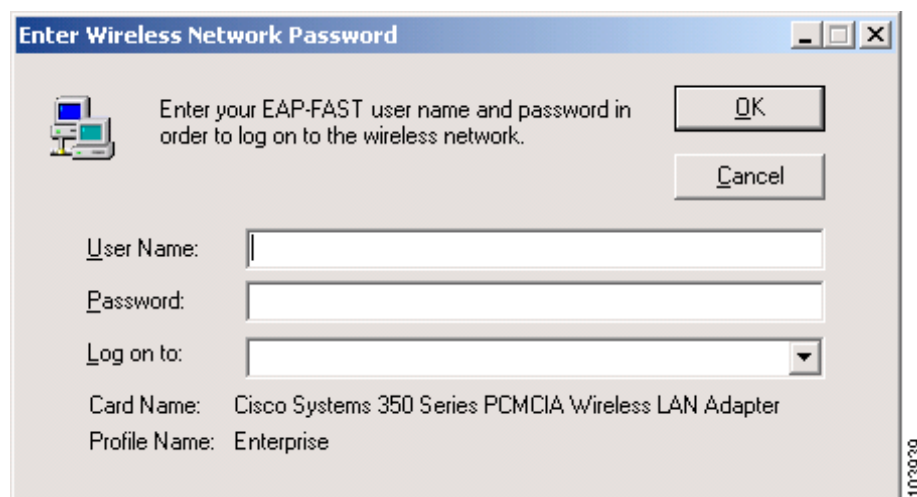 Enter Wireless Network Password
Enter your EAP-FAST user name and password in
order to log on to the wireless network.
OK
Cancel
User Name:
Password:
Log on to:
Card Name: Cisco Systems 350 Series PCMCIA Wireless LAN Adapter
Profile Name: Enterprise
103939